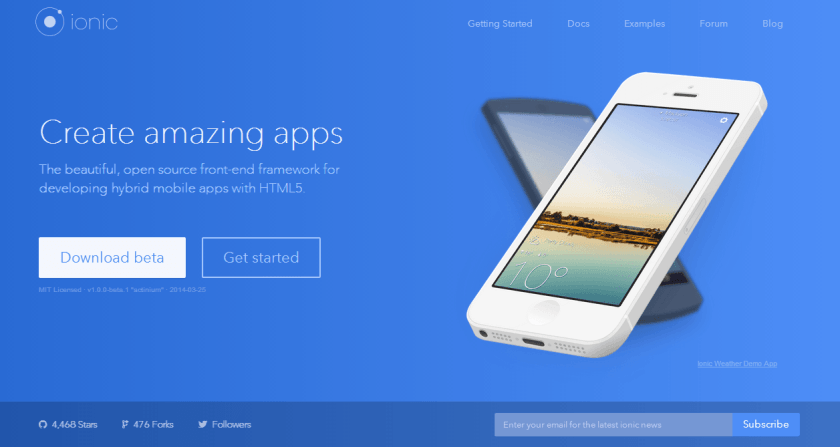 ionic
Getting Started Docs Examples Forum Blog
Create amazing apps
The beautiful, open source front-end framework for
developing hybrid mobile apps with HTML5.
Download beta Get started
MIT Licensed · v1.0.0-beta.1 "actinium" · 2014-03-25
10°
Ionic Weather Demo App
4,468 Stars 476 Forks Followers
Enter your email for the latest ionic news Subscribe